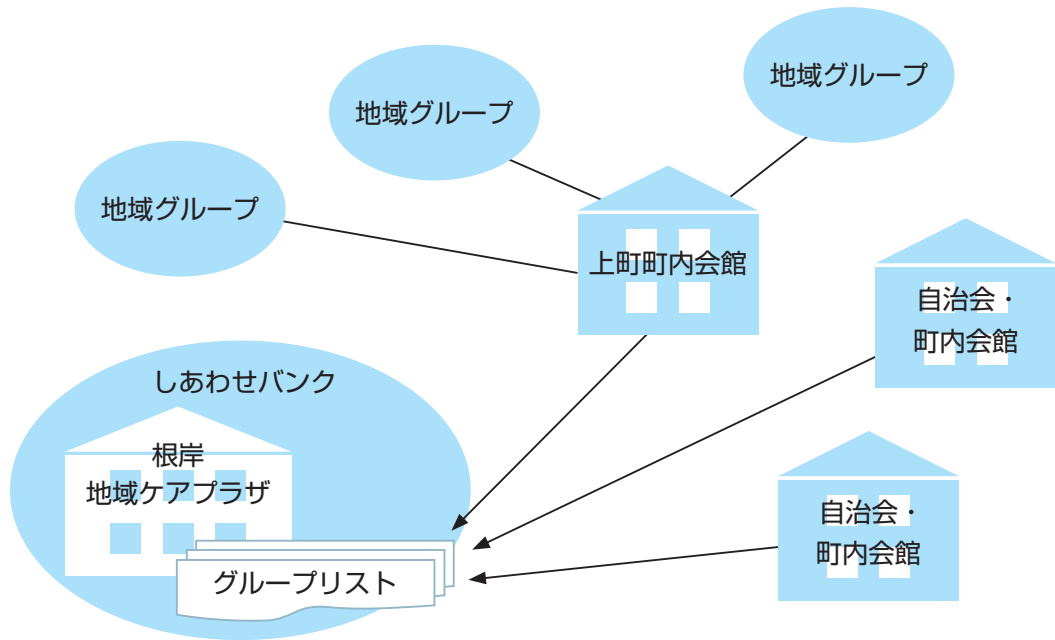 地域グループ
地域グループ
地域グループ
上町町内会館
自治会・
町内会館
しあわせバンク
根岸
地域ケアプラザ
自治会・
町内会館
グループリスト